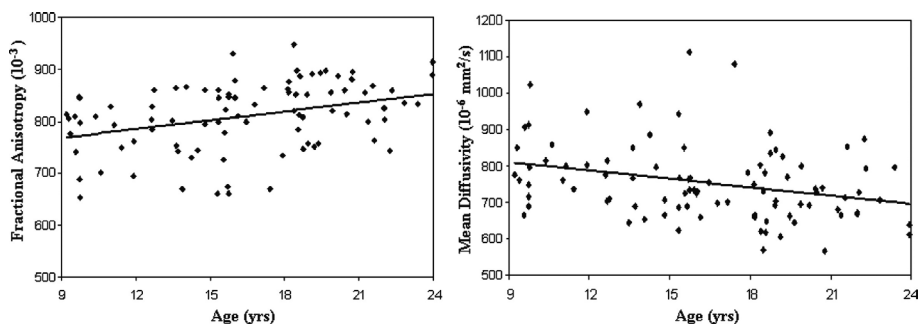 1000
900
800
700
600
500
9 12 15 18 21 24
Age (yrs)
Fractional Anisotropy (10⁻³)
1200
1100
1000
900
800
700
600
500
9 12 15 18 21 24
Age (yrs)
Mean Diffusivity (10⁻⁶ mm²/s)